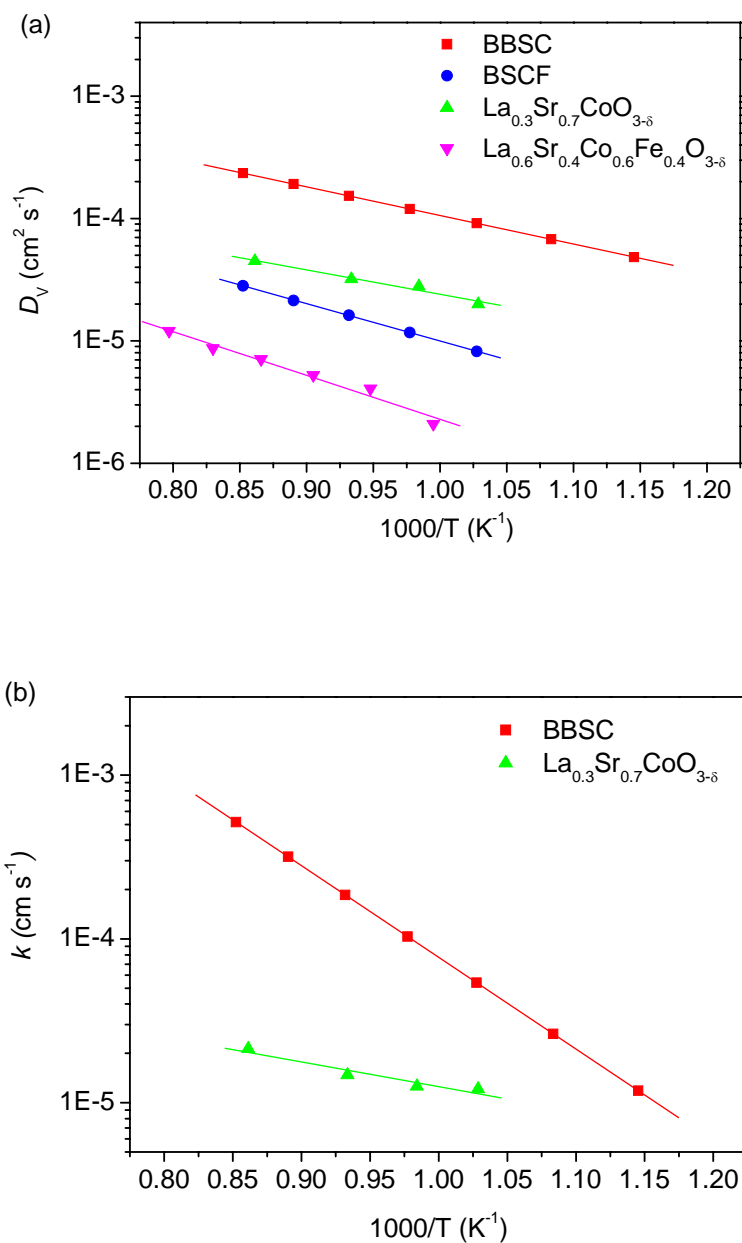 (a)
BBSC
BSCF
La0.3Sr0.7CoO3-δ
La0.6Sr0.4Co0.6Fe0.4O3-δ
1E-3
1E-4
1E-5
1E-6
DV (cm2 s-1)
0.80 0.85 0.90 0.95 1.00 1.05 1.10 1.15 1.20
1000/T (K-1)
(b)
BBSC
La0.3Sr0.7CoO3-δ
1E-3
1E-4
1E-5
k (cm s-1)
0.80 0.85 0.90 0.95 1.00 1.05 1.10 1.15 1.20
1000/T (K-1)